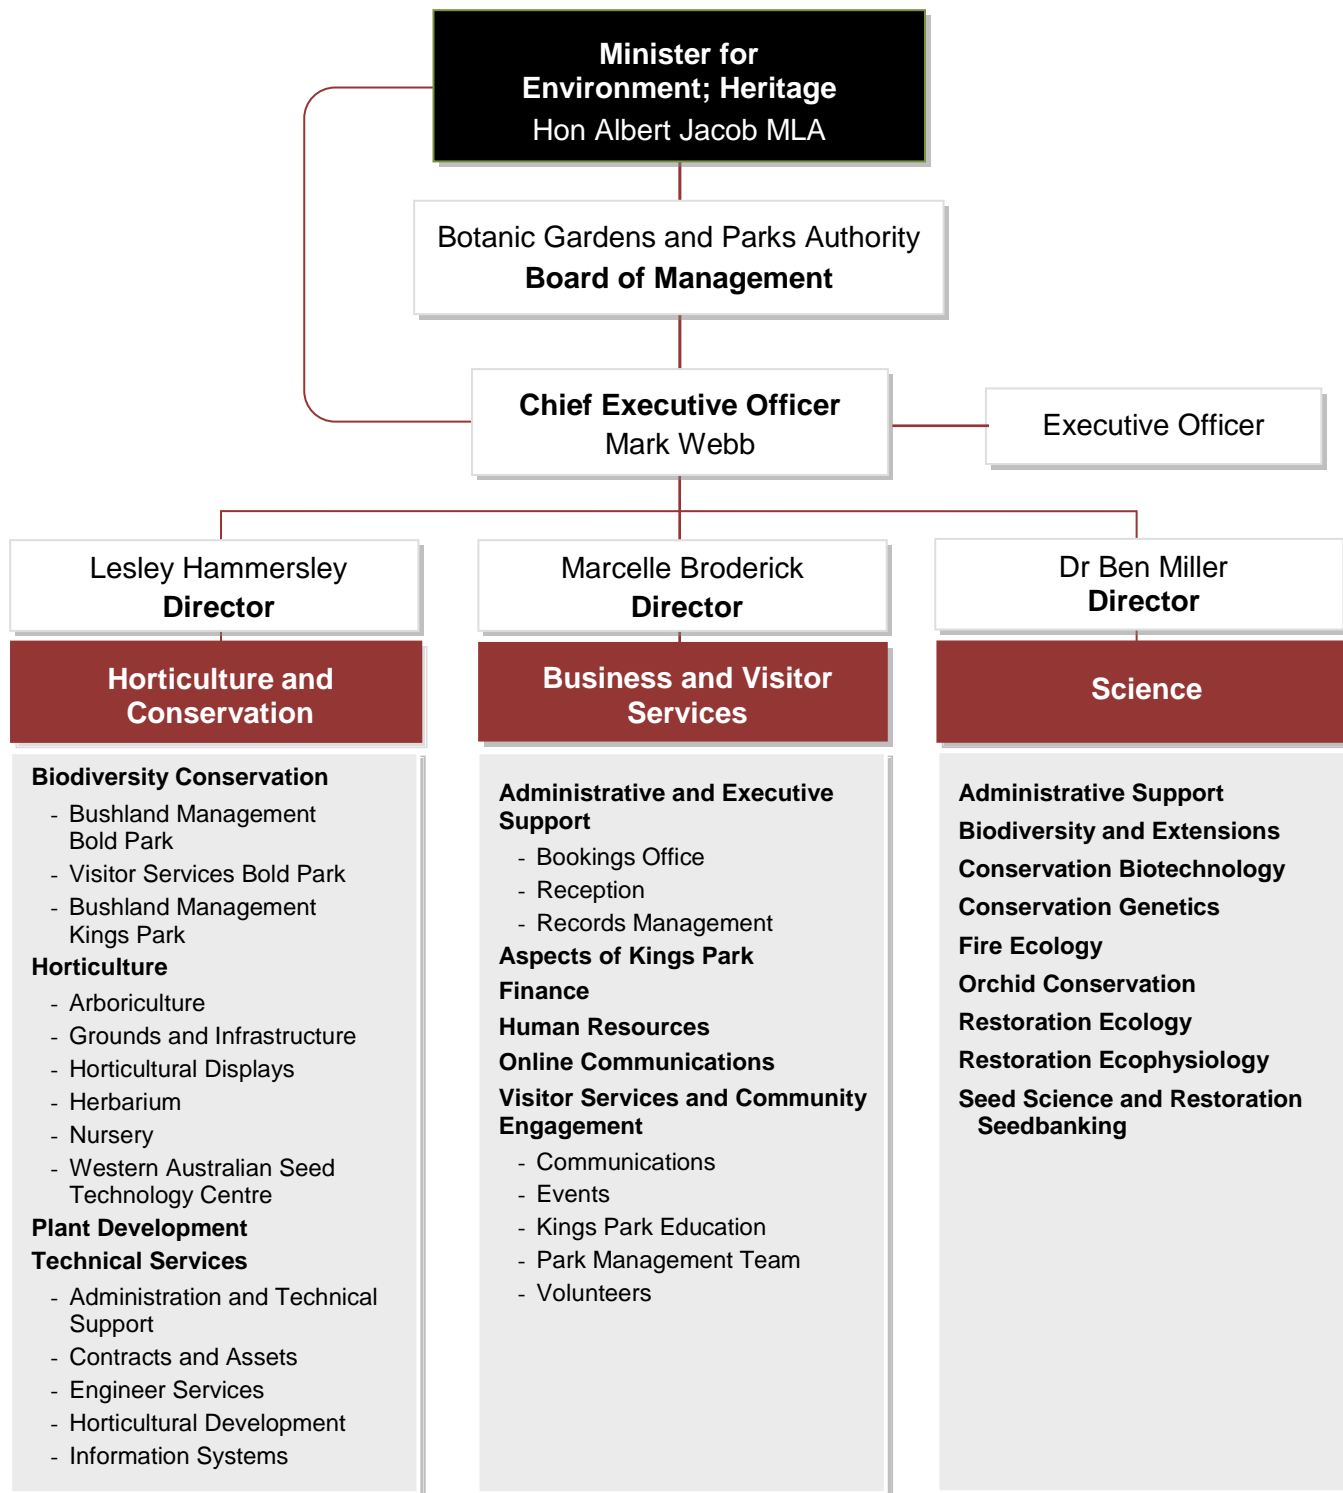 Minister for
Environment; Heritage
Hon Albert Jacob MLA
Botanic Gardens and Parks Authority
Board of Management
Chief Executive Officer
Mark Webb
Executive Officer
Lesley Hammersley
Director
Horticulture and
Conservation
Biodiversity Conservation
- Bushland Management
Bold Park
- Visitor Services Bold Park
- Bushland Management
Kings Park
Horticulture
- Arboriculture
- Grounds and Infrastructure
- Horticultural Displays
- Herbarium
- Nursery
- Western Australian Seed
Technology Centre
Plant Development
Technical Services
- Administration and Technical
Support
- Contracts and Assets
- Engineer Services
- Horticultural Development
- Information Systems
Marcelle Broderick
Director
Business and Visitor
Services
Administrative and Executive
Support
- Bookings Office
- Reception
- Records Management
Aspects of Kings Park
Finance
Human Resources
Online Communications
Visitor Services and Community
Engagement
- Communications
- Events
- Kings Park Education
- Park Management Team
- Volunteers
Dr Ben Miller
Director
Science
Administrative Support
Biodiversity and Extensions
Conservation Biotechnology
Conservation Genetics
Fire Ecology
Orchid Conservation
Restoration Ecology
Restoration Ecophysiology
Seed Science and Restoration
Seedbanking